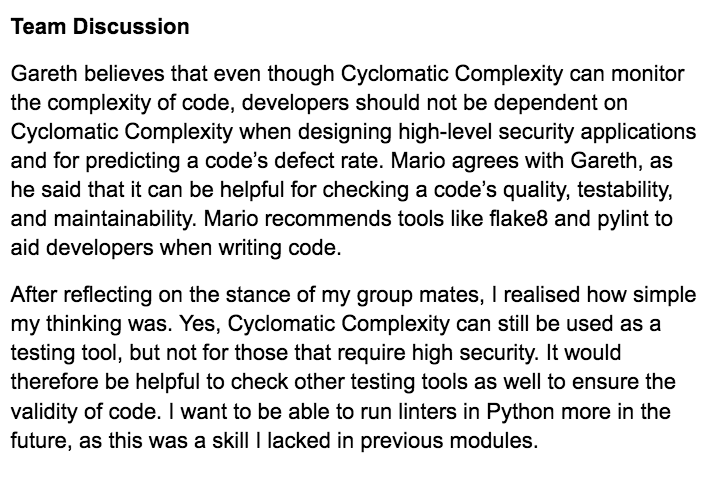 Team Discussion
Gareth believes that even though Cyclomatic Complexity can monitor
the complexity of code, developers should not be dependent on
Cyclomatic Complexity when designing high-level security applications
and for predicting a code's defect rate. Mario agrees with Gareth, as
he said that it can be helpful for checking a code's quality, testability,
and maintainability. Mario recommends tools like flake8 and pylint to
aid developers when writing code.
After reflecting on the stance of my group mates, I realised how simple
my thinking was. Yes, Cyclomatic Complexity can still be used as a
testing tool, but not for those that require high security. It would
therefore be helpful to check other testing tools as well to ensure the
validity of code. I want to be able to run linters in Python more in the
future, as this was a skill I lacked in previous modules.